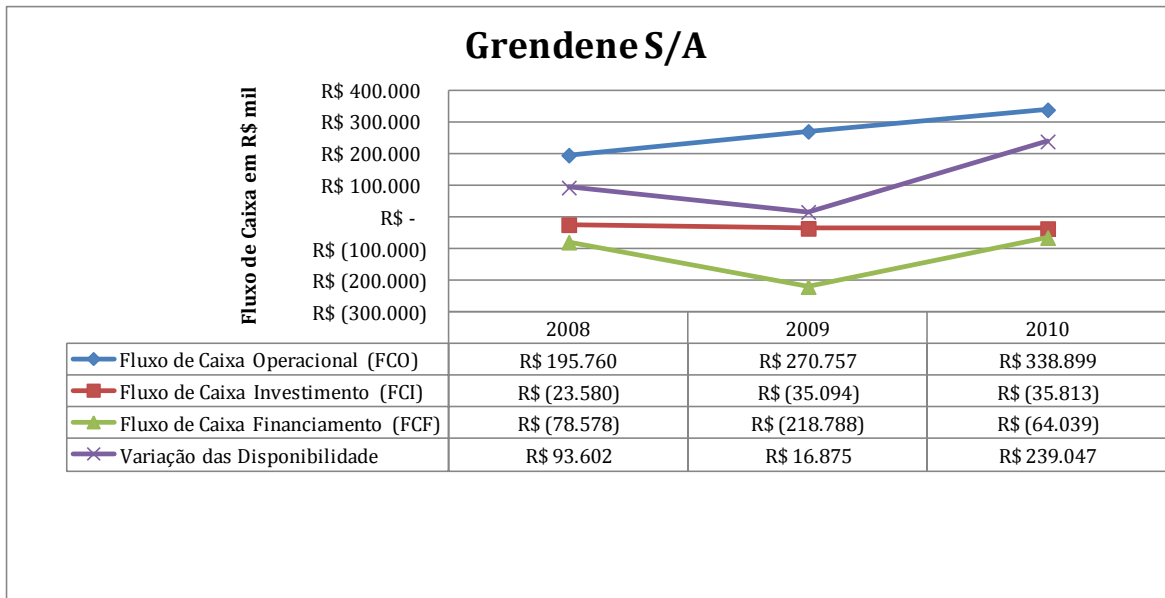 Grendene S/A
Fluxo de Caixa em R$ mil
R$ 400.000
R$ 300.000
R$ 200.000
R$ 100.000
R$ -
R$ (100.000)
R$ (200.000)
R$ (300.000)
2008 2009 2010
Fluxo de Caixa Operacional (FCO) R$ 195.760 R$ 270.757 R$ 338.899
Fluxo de Caixa Investimento (FCI) R$ (23.580) R$ (35.094) R$ (35.813)
Fluxo de Caixa Financiamento (FCF) R$ (78.578) R$ (218.788) R$ (64.039)
Variação das Disponibilidade R$ 93.602 R$ 16.875 R$ 239.047